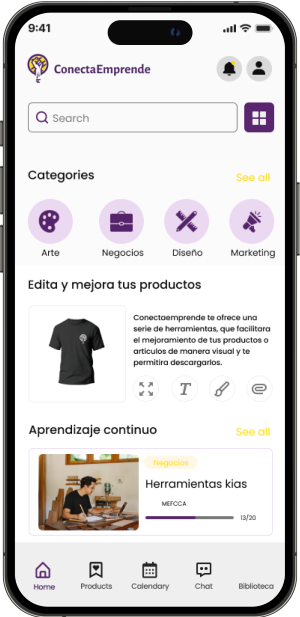 9:41
ConectaEmprende
Search
Categories
See all
Arte
Negocios
Diseño
Marketing
Edita y mejora tus productos
Conectaemprende te ofrece una
serie de herramientas, que facilitara
el mejoramiento de tus productos o
articulos de manera visual y te
permitira descargarlos.
T
Aprendizaje continuo
See all
Negocios
Herramientas kias
MEFCCA
13/20
Home
Products
Calendary
Chat
Biblioteca